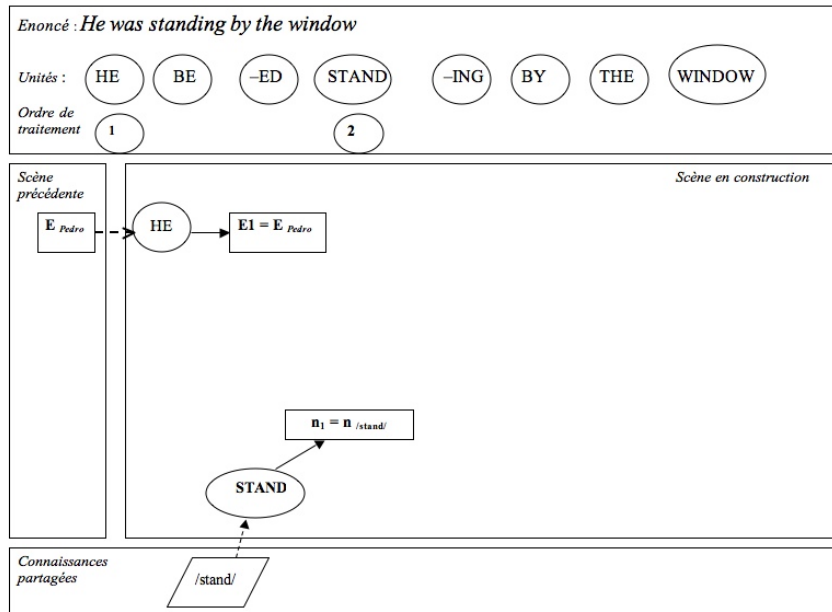 Enoncé : He was standing by the window
Unités : HE BE –ED STAND –ING BY THE WINDOW
Ordre de
traitement 1 2
Scène
précédente
Scène en construction
E Pedro HE E1 = E Pedro
n1 = n /stand/
STAND
Connaissances
partagées
/stand/